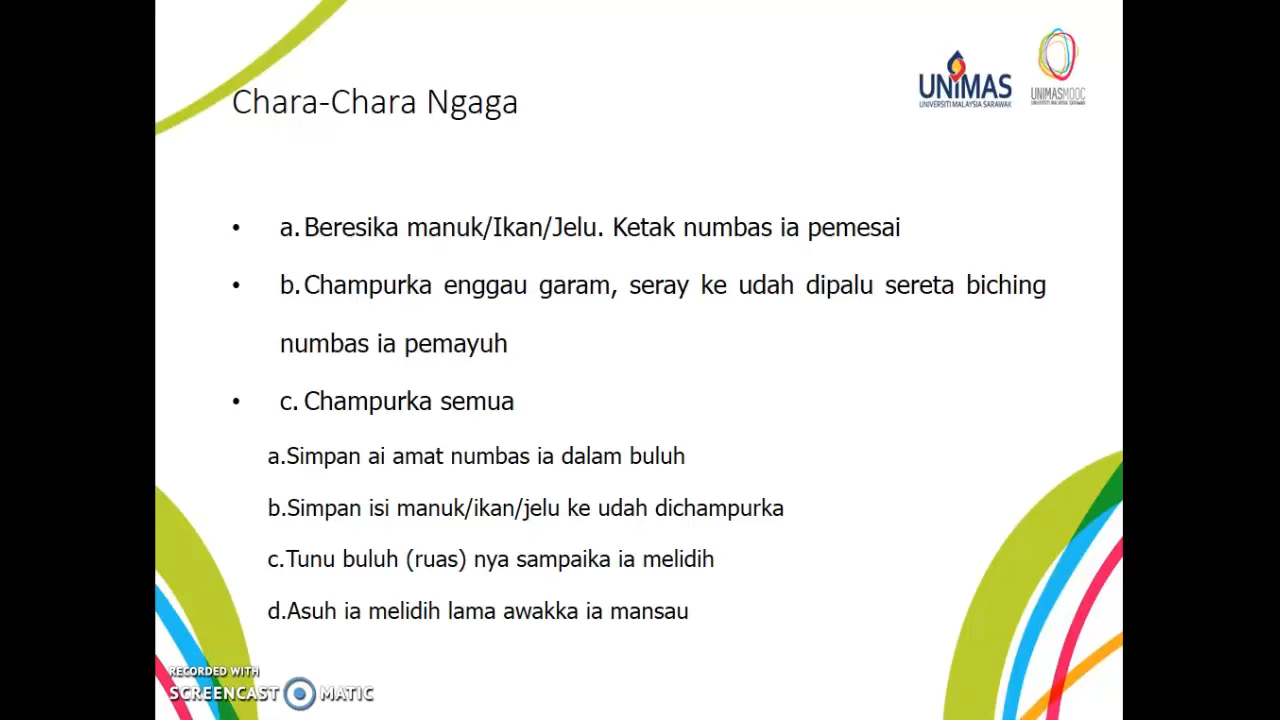 UNIMAS
UNIVERSITI MALAYSIA SARAWAK
UNIMASMOOC
UNIVERSITI MALAYSIA SARAWAK
Chara-Chara Ngaga
• a. Beresika manuk/Ikan/Jelu. Ketak numbas ia pemesai
• b. Champurka enggau garam, seray ke udah dipalu sereta biching
numbas ia pemayuh
• c. Champurka semua
a.Simpan ai amat numbas ia dalam buluh
b.Simpan isi manuk/ikan/jelu ke udah dichampurka
c.Tunu buluh (ruas) nya sampaika ia melidih
d.Asuh ia melidih lama awakka ia mansau
RECORDED WITH
SCREENCAST MATIC